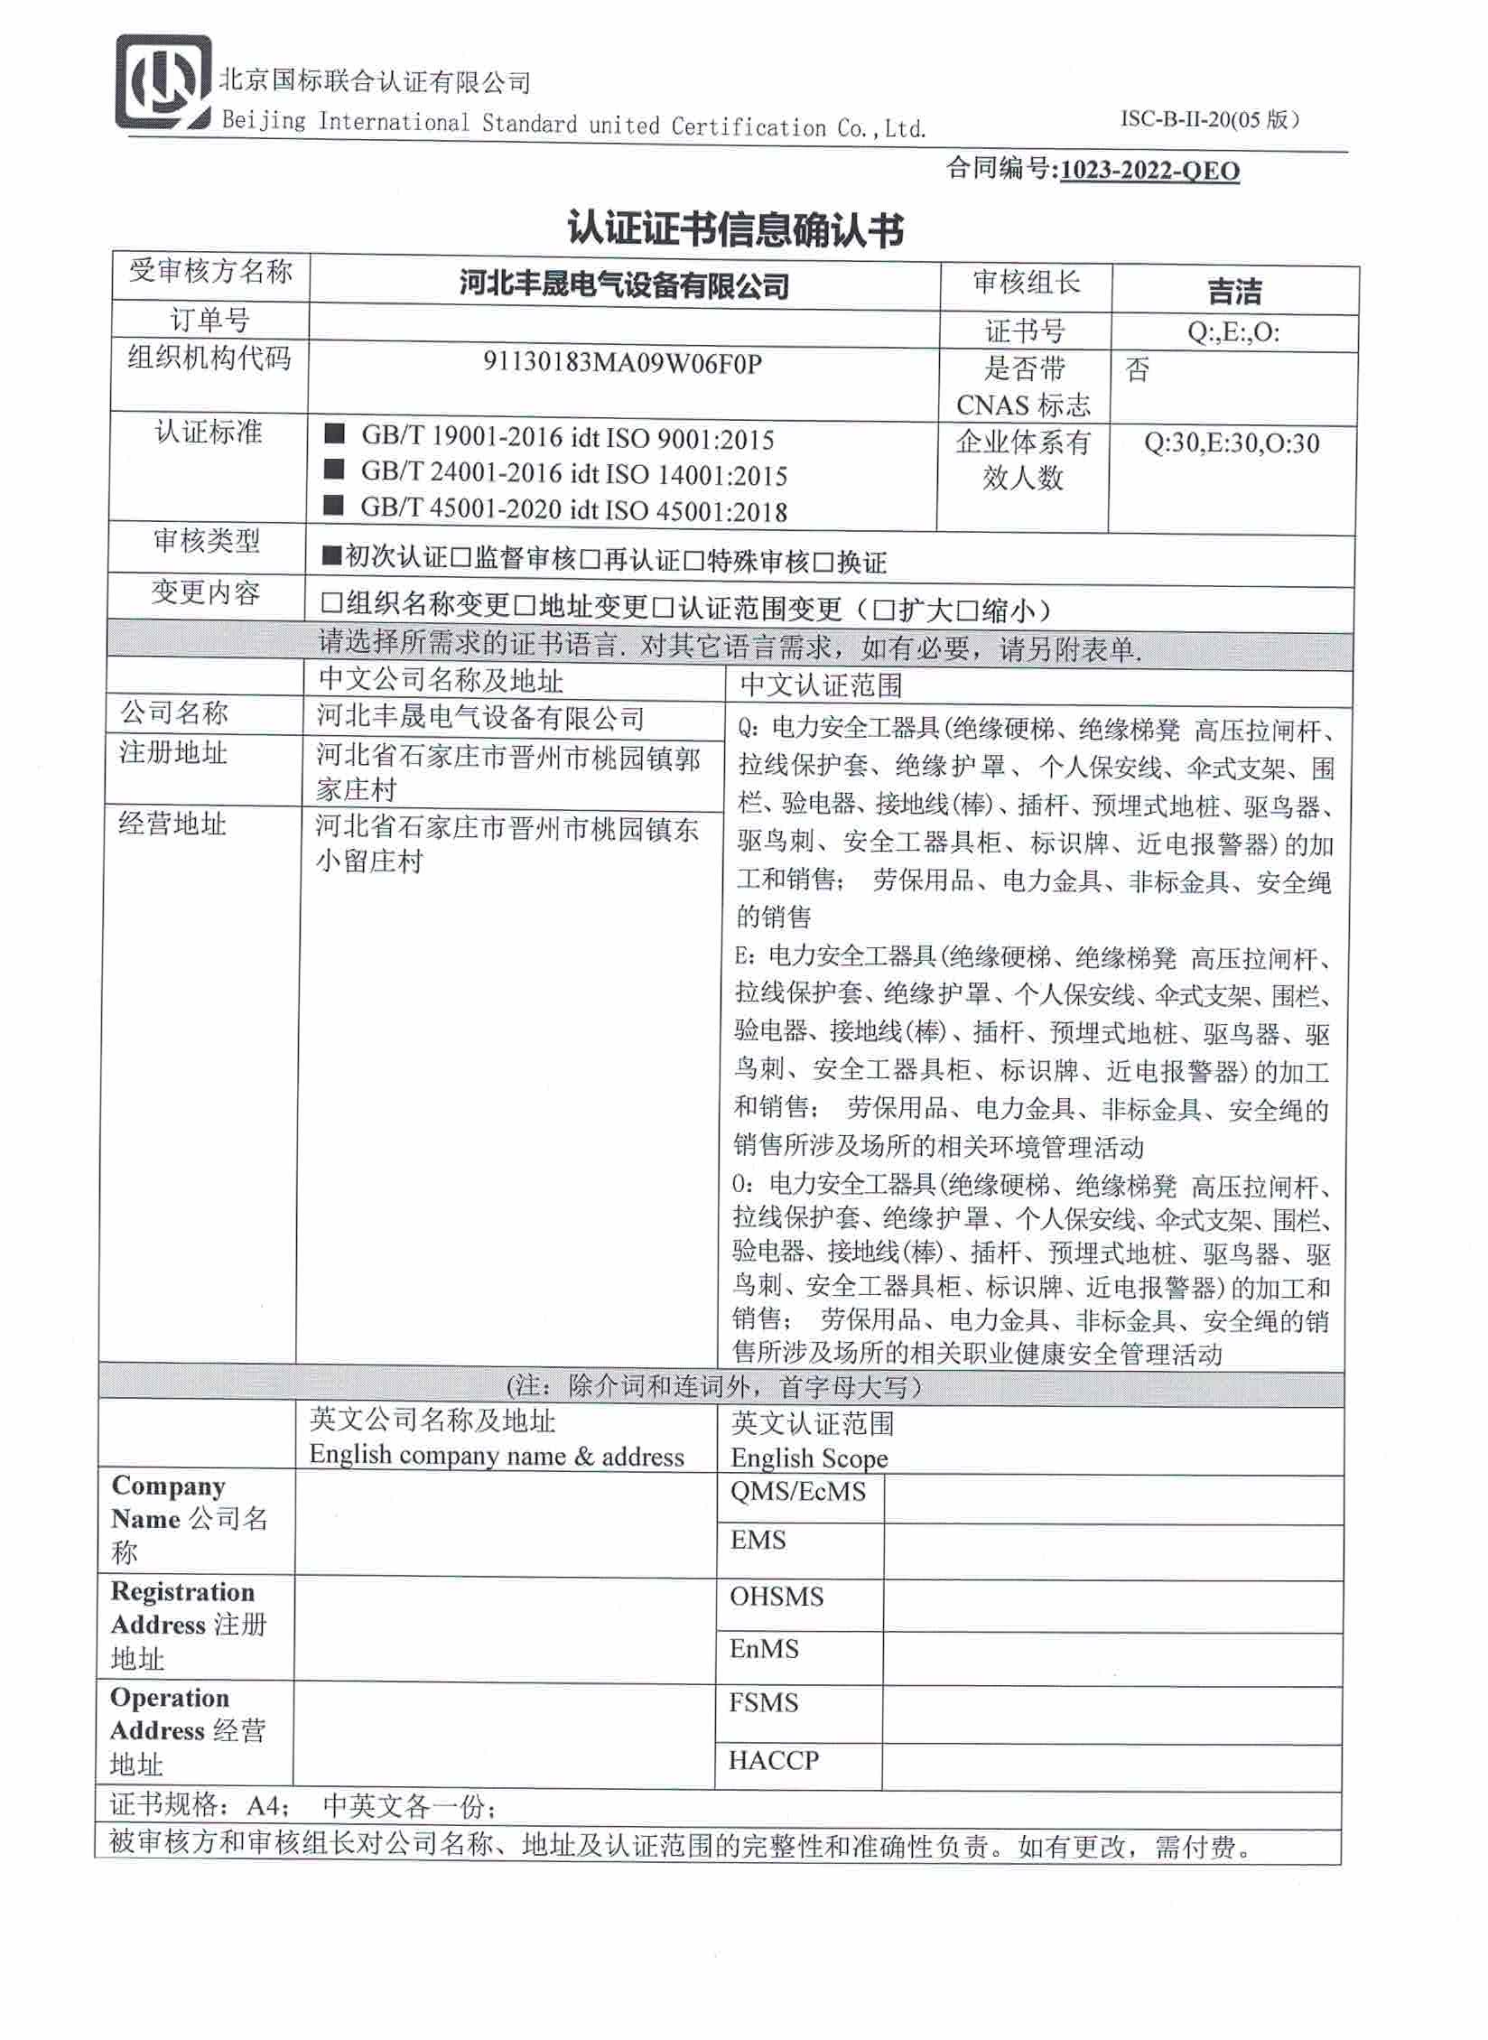 北京国标联合认证有限公司
Beijing International Standard united Certification Co.,Ltd.
ISC-B-II-20(05 版)
合同编号:1023-2022-QEO
认证证书信息确认书
受审核方名称 河北丰晟电气设备有限公司 审核组长 吉洁
订单号 证书号 Q:,E:,O:
组织机构代码 91130183MA09W06F0P 是否带 否
CNAS 标志
认证标准 ■ GB/T 19001-2016 idt ISO 9001:2015 企业体系有 Q:30,E:30,O:30
■ GB/T 24001-2016 idt ISO 14001:2015 效人数
■ GB/T 45001-2020 idt ISO 45001:2018
审核类型 ■初次认证□监督审核□再认证□特殊审核□换证
变更内容 □组织名称变更□地址变更□认证范围变更（□扩大□缩小）
请选择所需求的证书语言. 对其它语言需求，如有必要，请另附表单.
中文公司名称及地址 中文认证范围
公司名称 河北丰晟电气设备有限公司
注册地址 河北省石家庄市晋州市桃园镇郭
家庄村
经营地址 河北省石家庄市晋州市桃园镇东
小留庄村
Q：电力安全工器具(绝缘硬梯、绝缘梯凳 高压拉闸杆、
拉线保护套、绝缘护罩、个人保安线、伞式支架、围
栏、验电器、接地线(棒)、插杆、预埋式地桩、驱鸟器、
驱鸟刺、安全工器具柜、标识牌、近电报警器)的加
工和销售； 劳保用品、电力金具、非标金具、安全绳
的销售
E：电力安全工器具(绝缘硬梯、绝缘梯凳 高压拉闸杆、
拉线保护套、绝缘护罩、个人保安线、伞式支架、围栏、
验电器、接地线(棒)、插杆、预埋式地桩、驱鸟器、驱
鸟刺、安全工器具柜、标识牌、近电报警器)的加工
和销售； 劳保用品、电力金具、非标金具、安全绳的
销售所涉及场所的相关环境管理活动
O：电力安全工器具(绝缘硬梯、绝缘梯凳 高压拉闸杆、
拉线保护套、绝缘护罩、个人保安线、伞式支架、围栏、
验电器、接地线(棒)、插杆、预埋式地桩、驱鸟器、驱
鸟刺、安全工器具柜、标识牌、近电报警器)的加工和
销售； 劳保用品、电力金具、非标金具、安全绳的销
售所涉及场所的相关职业健康安全管理活动
(注：除介词和连词外，首字母大写)
英文公司名称及地址 英文认证范围
English company name & address English Scope
Company QMS/EcMS
Name 公司名
称 EMS
Registration OHSMS
Address 注册
地址 EnMS
Operation FSMS
Address 经营
地址 HACCP
证书规格：A4； 中英文各一份；
被审核方和审核组长对公司名称、地址及认证范围的完整性和准确性负责。如有更改，需付费。